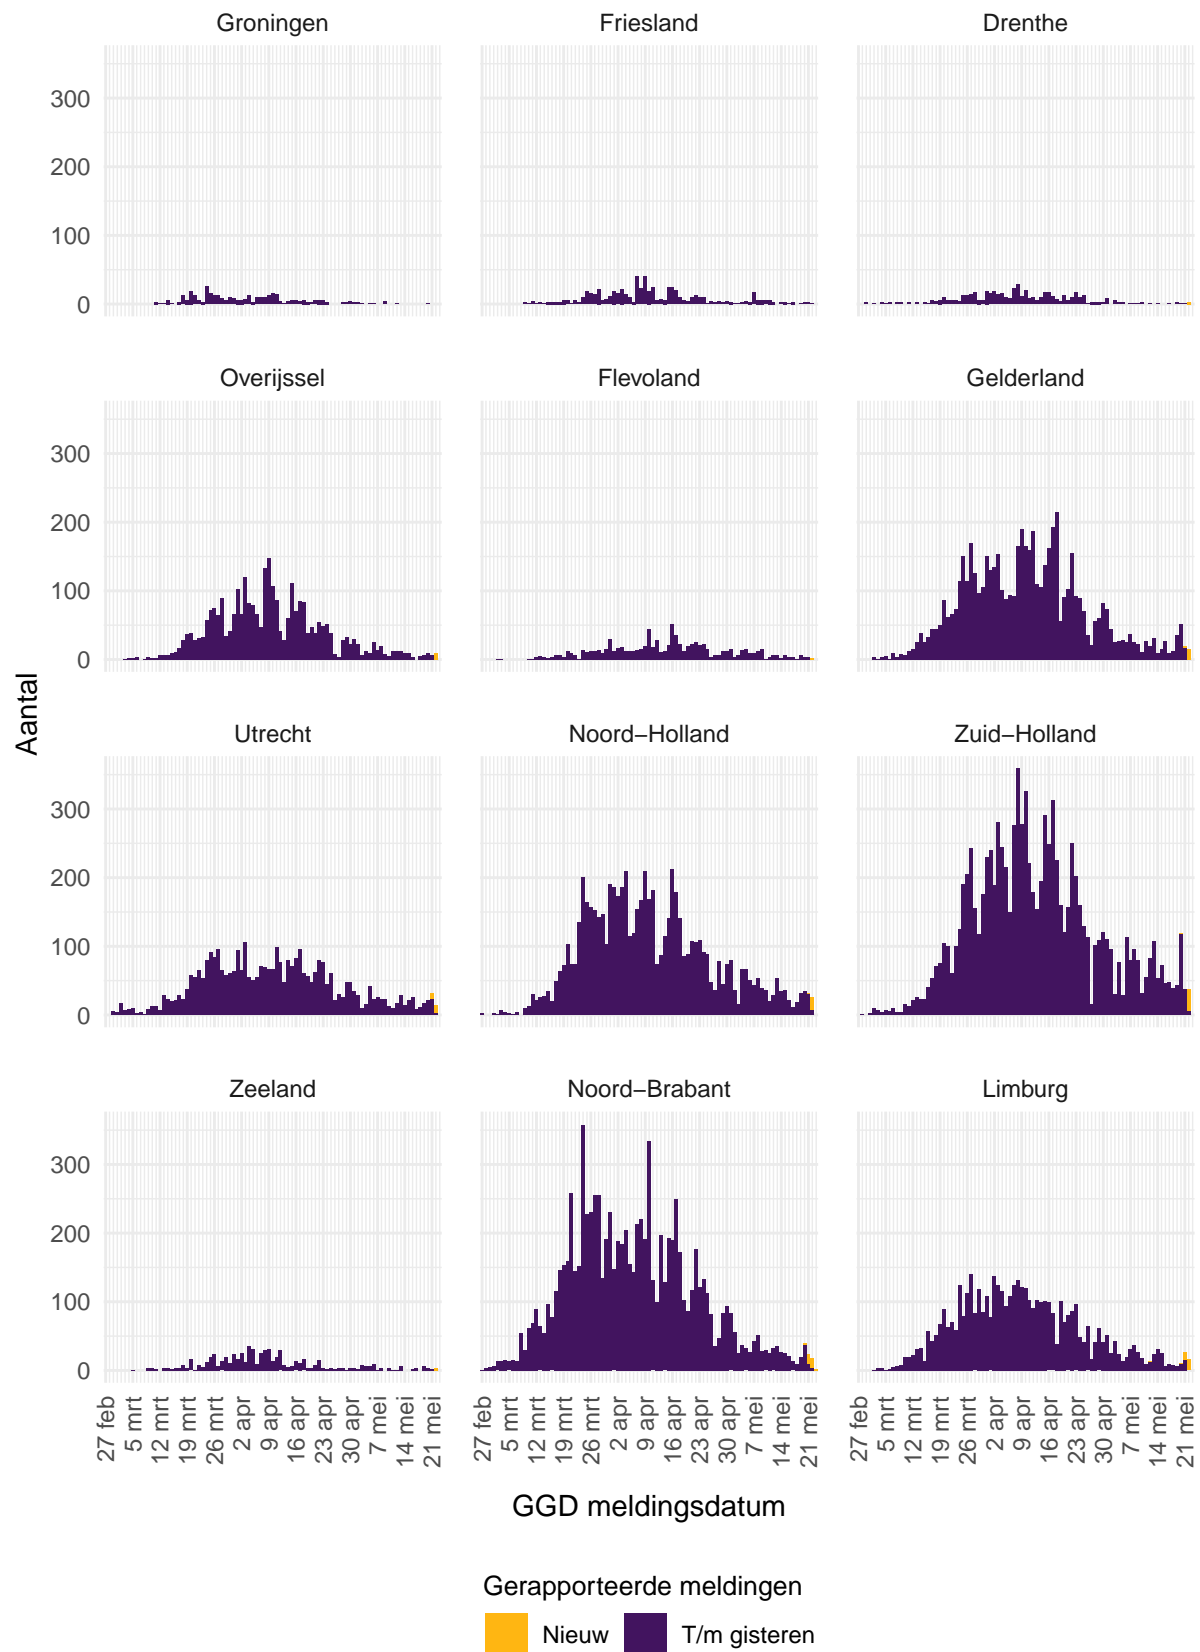 Groningen Friesland Drenthe
300
200
100
0
Overijssel Flevoland Gelderland
300
200
100
0
Aantal
Utrecht Noord−Holland Zuid−Holland
300
200
100
0
Zeeland Noord−Brabant Limburg
300
200
100
0
27 feb 5 mrt 12 mrt 19 mrt 26 mrt 2 apr 9 apr 16 apr 23 apr 30 apr 7 mei 14 mei 21 mei
27 feb 5 mrt 12 mrt 19 mrt 26 mrt 2 apr 9 apr 16 apr 23 apr 30 apr 7 mei 14 mei 21 mei
27 feb 5 mrt 12 mrt 19 mrt 26 mrt 2 apr 9 apr 16 apr 23 apr 30 apr 7 mei 14 mei 21 mei
GGD meldingsdatum
Gerapporteerde meldingen
Nieuw T/m gisteren